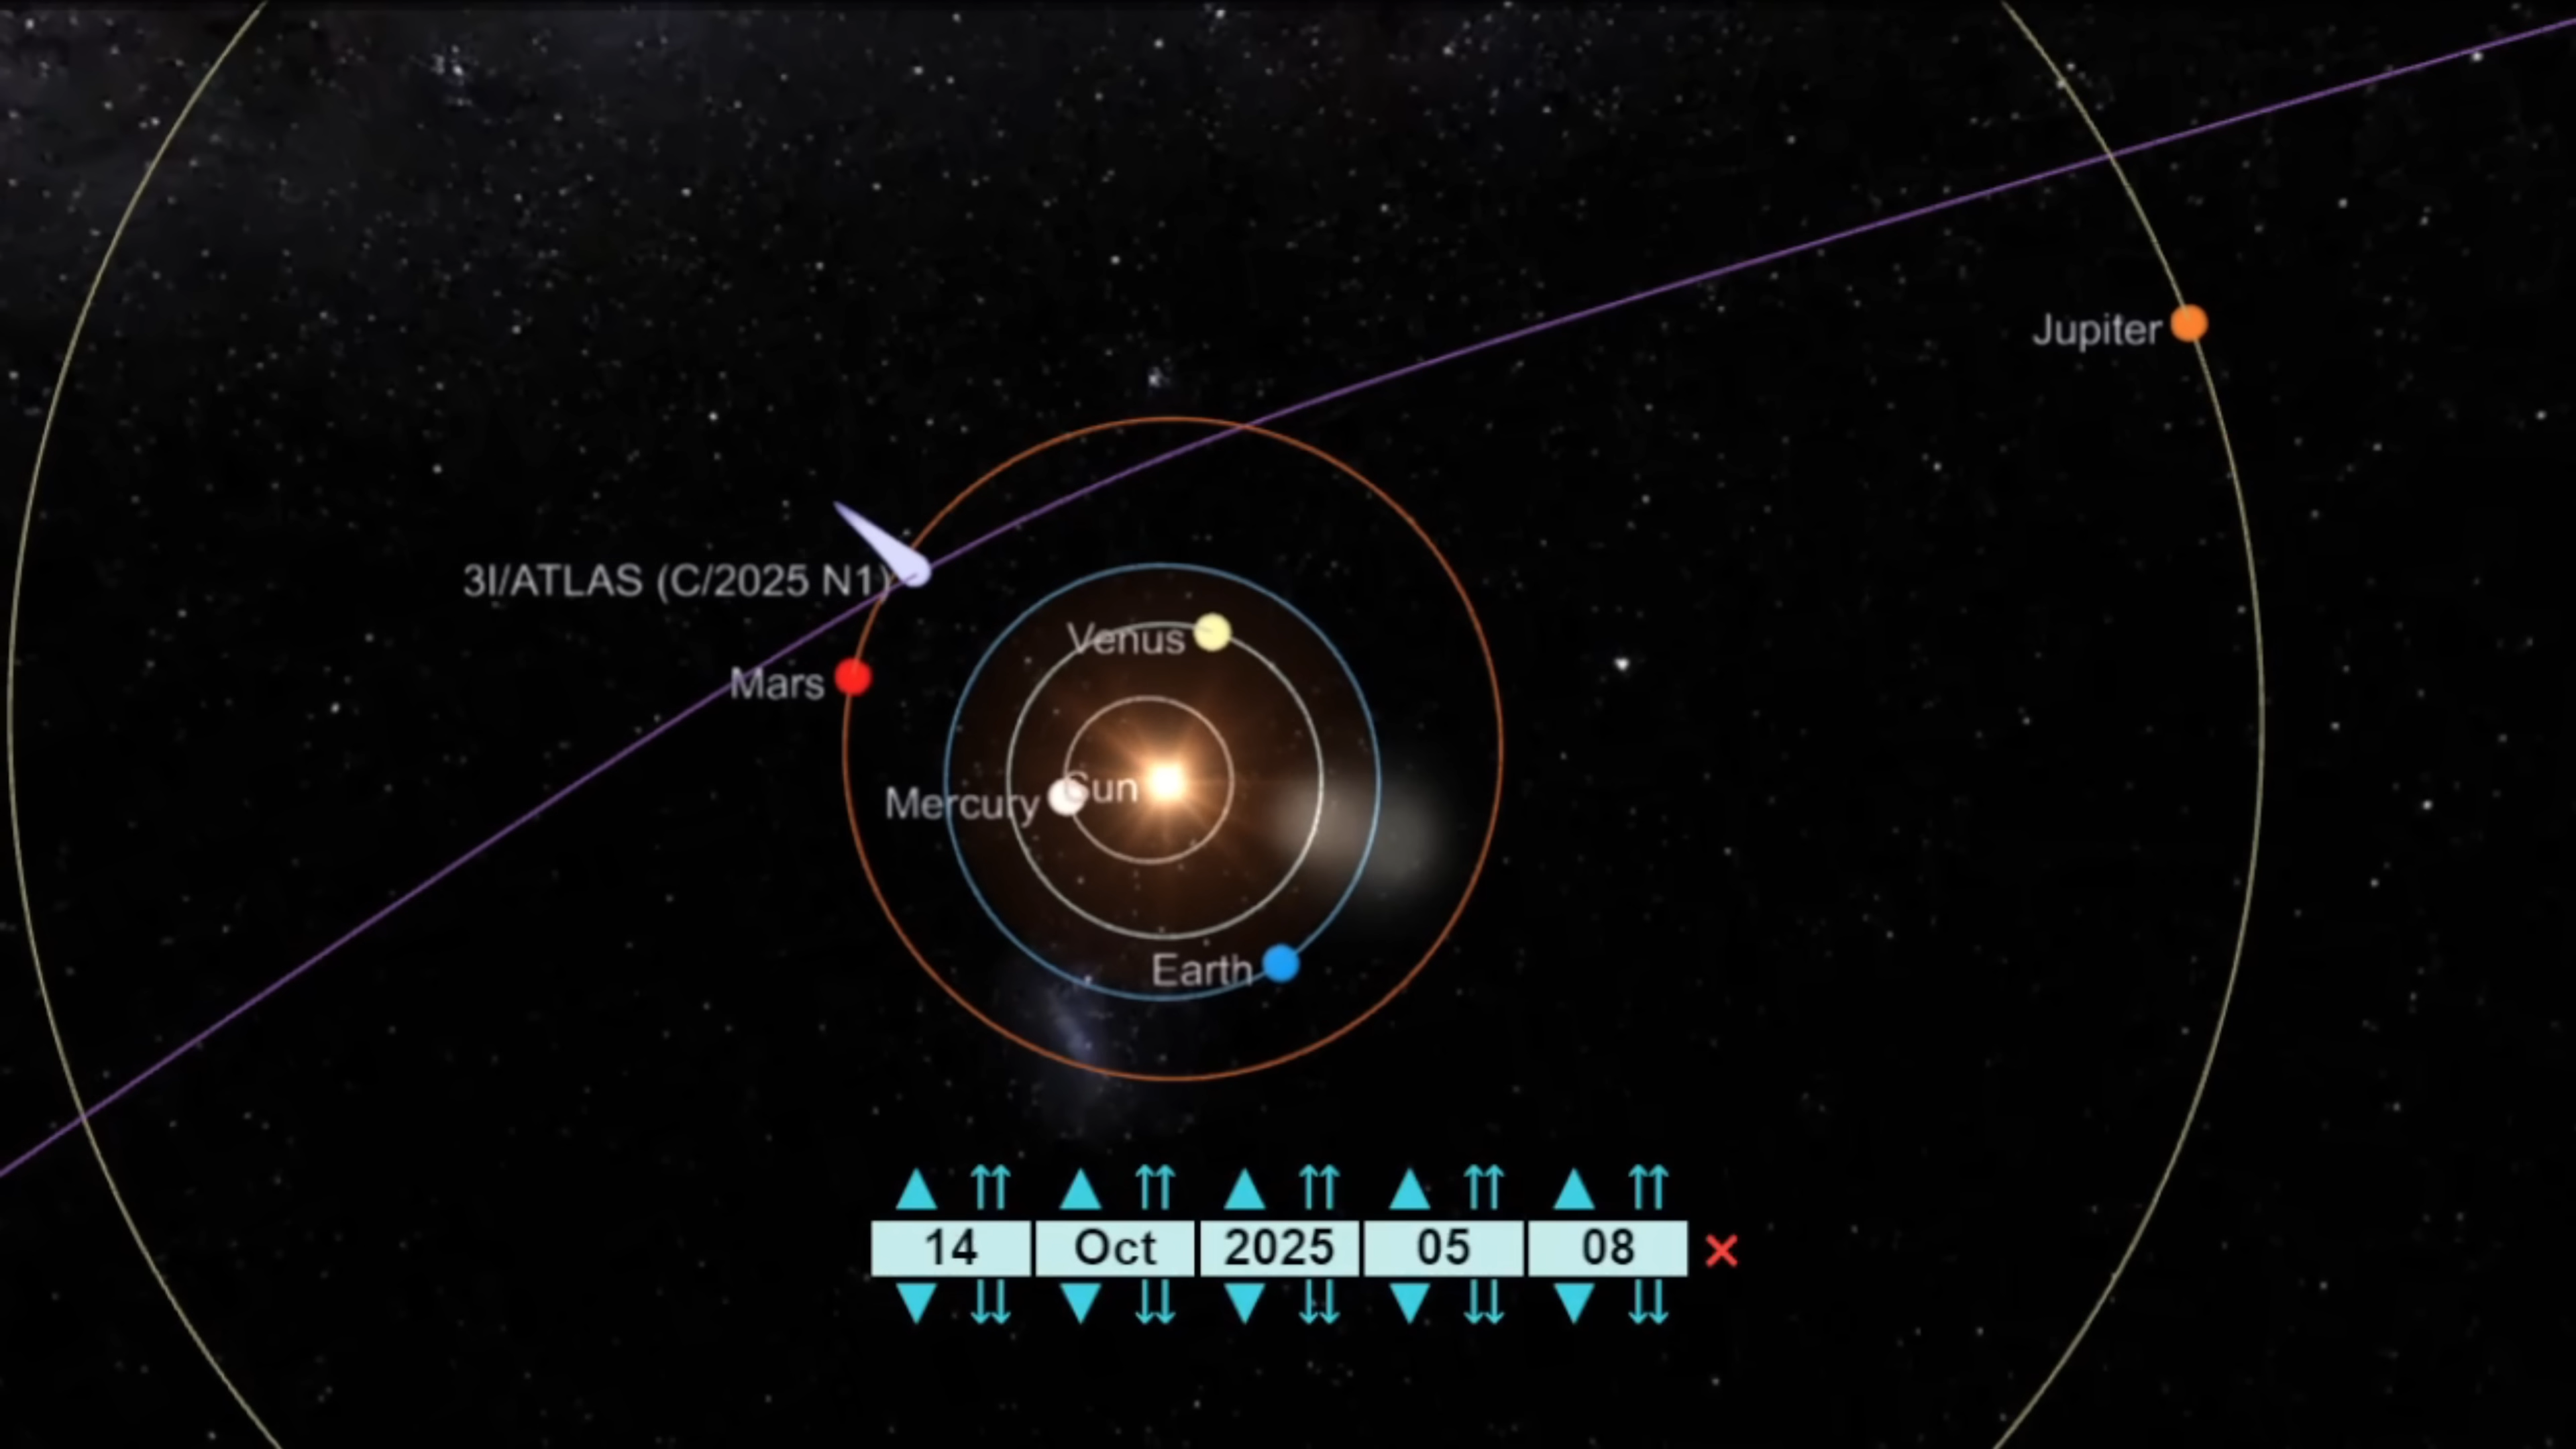 Jupiter
3I/ATLAS (C/2025 N1)
Venus
Mars
Sun
Mercury
Earth
14 Oct 2025 05 08